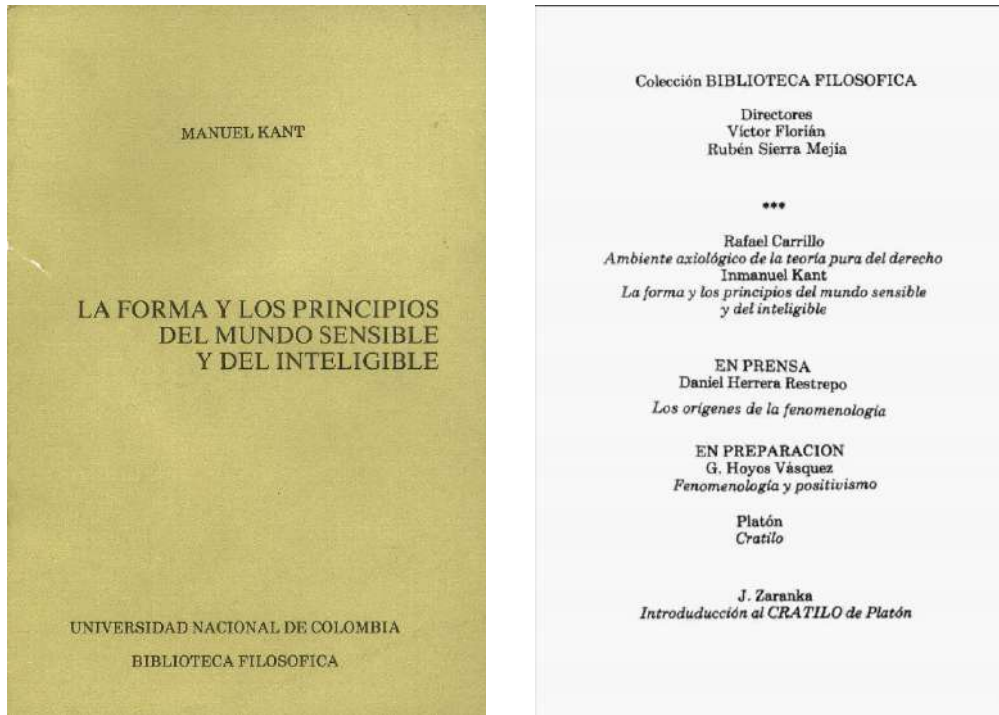 MANUEL KANT
LA FORMA Y LOS PRINCIPIOS
DEL MUNDO SENSIBLE
Y DEL INTELIGIBLE
UNIVERSIDAD NACIONAL DE COLOMBIA
BIBLIOTECA FILOSOFICA
Colección BIBLIOTECA FILOSOFICA
Directores
Víctor Florián
Rubén Sierra Mejía
***
Rafael Carrillo
Ambiente axiológico de la teoría pura del derecho
Inmanuel Kant
La forma y los principios del mundo sensible
y del inteligible
EN PRENSA
Daniel Herrera Restrepo
Los orígenes de la fenomenología
EN PREPARACION
G. Hoyos Vásquez
Fenomenología y positivismo
Platón
Cratilo
J. Zaranka
Introduducción al CRATILO de Platón